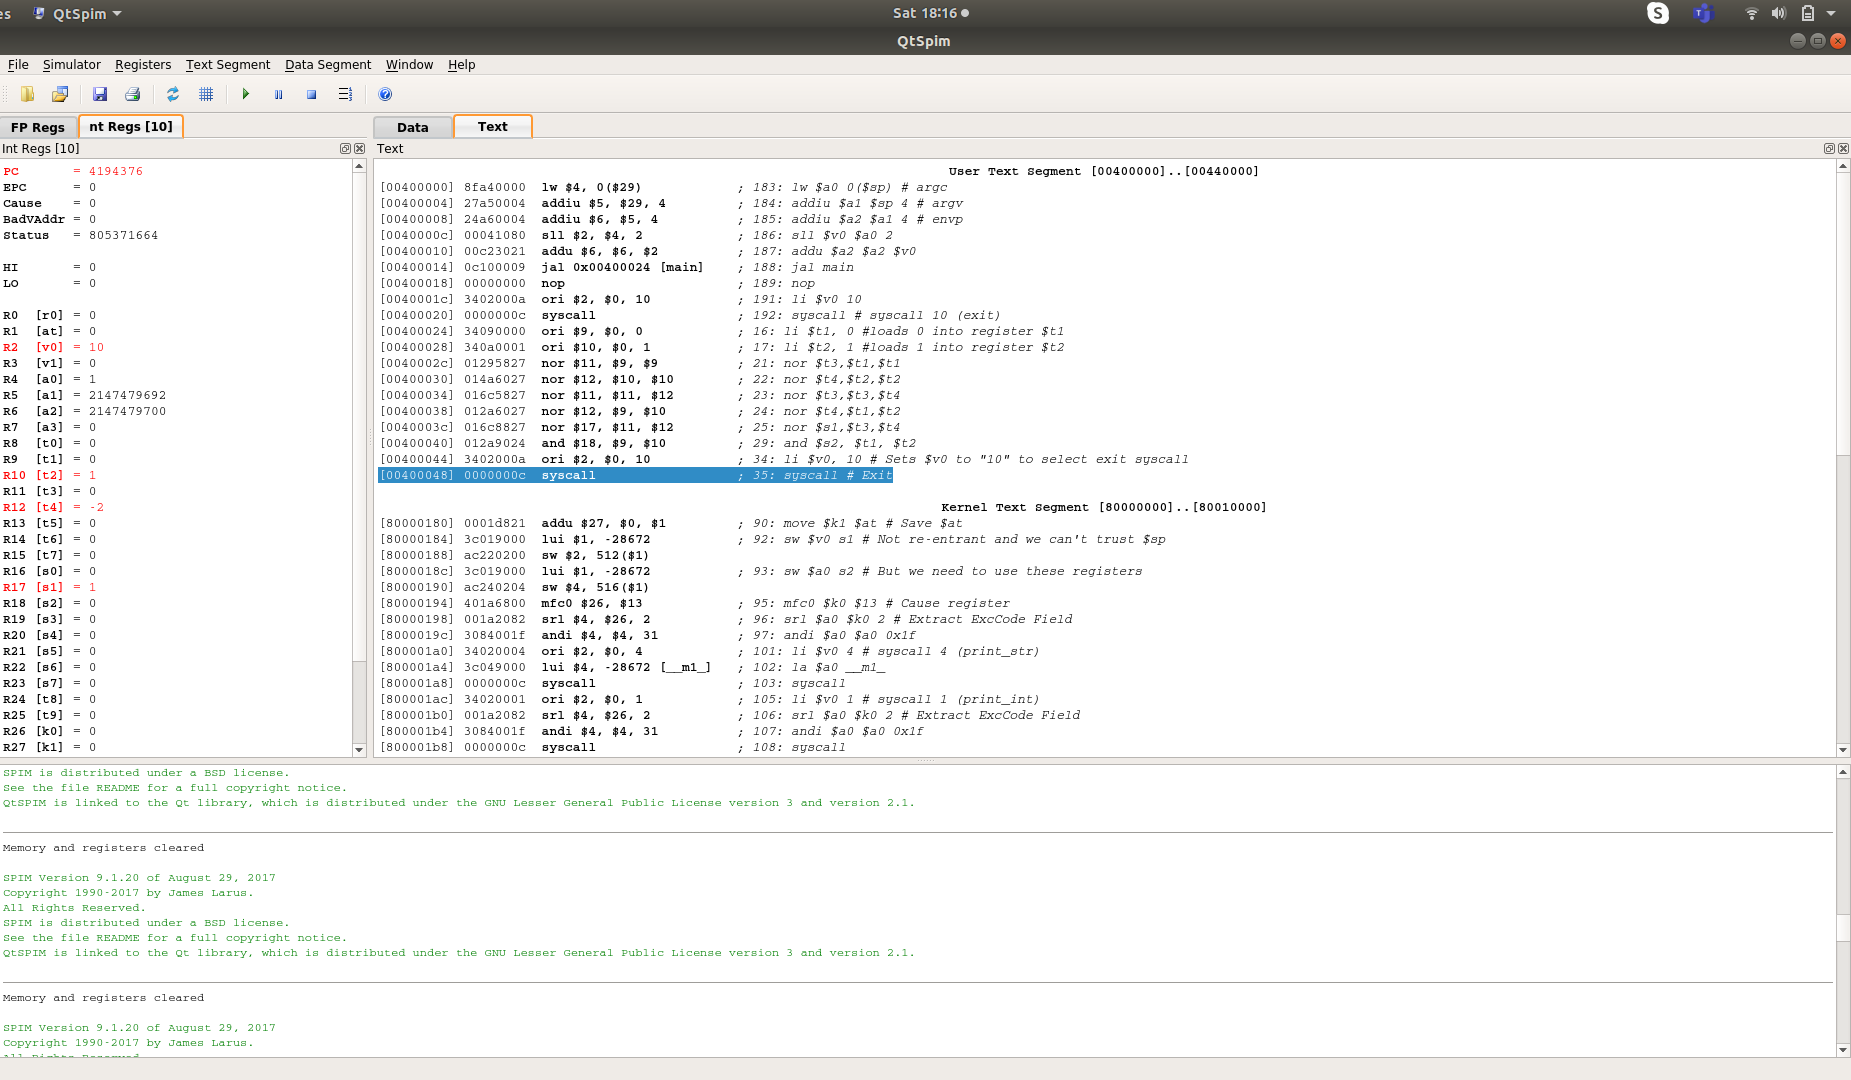 es QtSpim Sat 18:16
QtSpim
File Simulator Registers Text Segment Data Segment Window Help
FP Regs nt Regs [10] Data Text
Int Regs [10]
PC = 4194376
EPC = 0
Cause = 0
BadVAddr = 0
Status = 805371664
HI = 0
LO = 0
R0 [r0] = 0
R1 [at] = 0
R2 [v0] = 10
R3 [v1] = 0
R4 [a0] = 1
R5 [a1] = 2147479692
R6 [a2] = 2147479700
R7 [a3] = 0
R8 [t0] = 0
R9 [t1] = 0
R10 [t2] = 1
R11 [t3] = 0
R12 [t4] = -2
R13 [t5] = 0
R14 [t6] = 0
R15 [t7] = 0
R16 [s0] = 0
R17 [s1] = 1
R18 [s2] = 0
R19 [s3] = 0
R20 [s4] = 0
R21 [s5] = 0
R22 [s6] = 0
R23 [s7] = 0
R24 [t8] = 0
R25 [t9] = 0
R26 [k0] = 0
R27 [k1] = 0
Text
User Text Segment [00400000]..[00440000]
[00400000] 8fa40000 lw $4, 0($29) ; 183: lw $a0 0($sp) # argc
[00400004] 27a50004 addiu $5, $29, 4 ; 184: addiu $a1 $sp 4 # argv
[00400008] 24a60004 addiu $6, $5, 4 ; 185: addiu $a2 $a1 4 # envp
[0040000c] 00041080 sll $2, $4, 2 ; 186: sll $v0 $a0 2
[00400010] 00c23021 addu $6, $6, $2 ; 187: addu $a2 $a2 $v0
[00400014] 0c100009 jal 0x00400024 [main] ; 188: jal main
[00400018] 00000000 nop ; 189: nop
[0040001c] 3402000a ori $2, $0, 10 ; 191: li $v0 10
[00400020] 0000000c syscall ; 192: syscall # syscall 10 (exit)
[00400024] 34090000 ori $9, $0, 0 ; 16: li $t1, 0 #loads 0 into register $t1
[00400028] 340a0001 ori $10, $0, 1 ; 17: li $t2, 1 #loads 1 into register $t2
[0040002c] 01295827 nor $11, $9, $9 ; 21: nor $t3,$t1,$t1
[00400030] 014a6027 nor $12, $10, $10 ; 22: nor $t4,$t2,$t2
[00400034] 016c5827 nor $11, $11, $12 ; 23: nor $t3,$t3,$t4
[00400038] 012a6027 nor $12, $9, $10 ; 24: nor $t4,$t1,$t2
[0040003c] 016c8827 nor $17, $11, $12 ; 25: nor $s1,$t3,$t4
[00400040] 012a9024 and $18, $9, $10 ; 29: and $s2, $t1, $t2
[00400044] 3402000a ori $2, $0, 10 ; 34: li $v0, 10 # Sets $v0 to "10" to select exit syscall
[00400048] 0000000c syscall ; 35: syscall # Exit
Kernel Text Segment [80000000]..[80010000]
[80000180] 0001d821 addu $27, $0, $1 ; 90: move $k1 $at # Save $at
[80000184] 3c019000 lui $1, -28672 ; 92: sw $v0 s1 # Not re-entrant and we can't trust $sp
[80000188] ac220200 sw $2, 512($1)
[8000018c] 3c019000 lui $1, -28672 ; 93: sw $a0 s2 # But we need to use these registers
[80000190] ac240204 sw $4, 516($1)
[80000194] 401a6800 mfc0 $26, $13 ; 95: mfc0 $k0 $13 # Cause register
[80000198] 001a2082 srl $4, $26, 2 ; 96: srl $a0 $k0 2 # Extract ExcCode Field
[8000019c] 3084001f andi $4, $4, 31 ; 97: andi $a0 $a0 0x1f
[800001a0] 34020004 ori $2, $0, 4 ; 101: li $v0 4 # syscall 4 (print_str)
[800001a4] 3c049000 lui $4, -28672 [__m1_] ; 102: la $a0 __m1_
[800001a8] 0000000c syscall ; 103: syscall
[800001ac] 34020001 ori $2, $0, 1 ; 105: li $v0 1 # syscall 1 (print_int)
[800001b0] 001a2082 srl $4, $26, 2 ; 106: srl $a0 $k0 2 # Extract ExcCode Field
[800001b4] 3084001f andi $4, $4, 31 ; 107: andi $a0 $a0 0x1f
[800001b8] 0000000c syscall ; 108: syscall
SPIM is distributed under a BSD license.
See the file README for a full copyright notice.
QtSPIM is linked to the Qt library, which is distributed under the GNU Lesser General Public License version 3 and version 2.1.
Memory and registers cleared
SPIM Version 9.1.20 of August 29, 2017
Copyright 1990-2017 by James Larus.
All Rights Reserved.
SPIM is distributed under a BSD license.
See the file README for a full copyright notice.
QtSPIM is linked to the Qt library, which is distributed under the GNU Lesser General Public License version 3 and version 2.1.
Memory and registers cleared
SPIM Version 9.1.20 of August 29, 2017
Copyright 1990-2017 by James Larus.
All Rights Reserved.